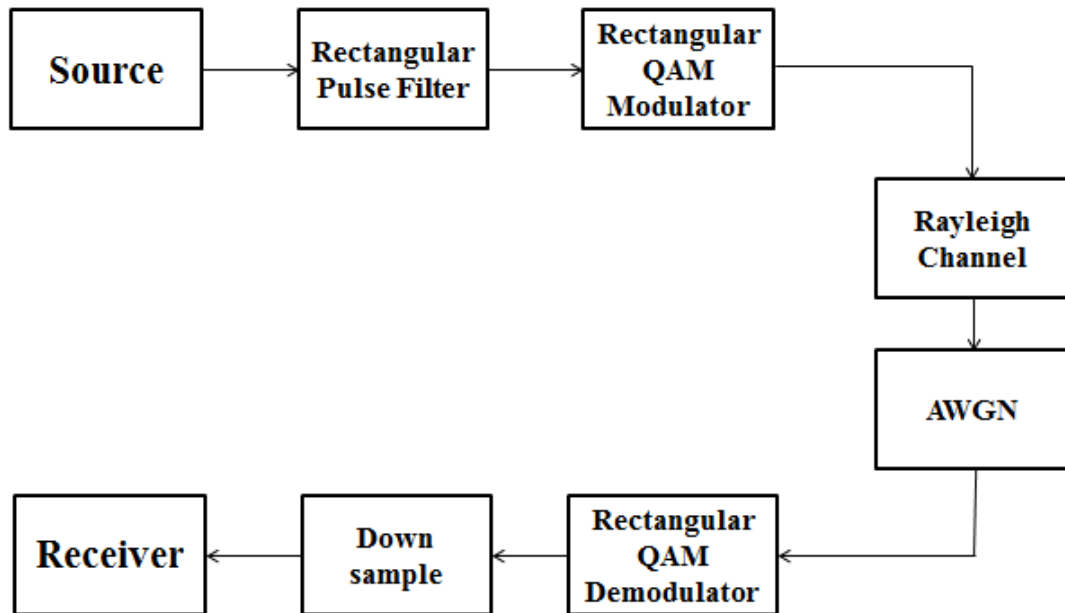 Source
Rectangular
Pulse Filter
Rectangular
QAM
Modulator
Rayleigh
Channel
AWGN
Rectangular
QAM
Demodulator
Down
sample
Receiver